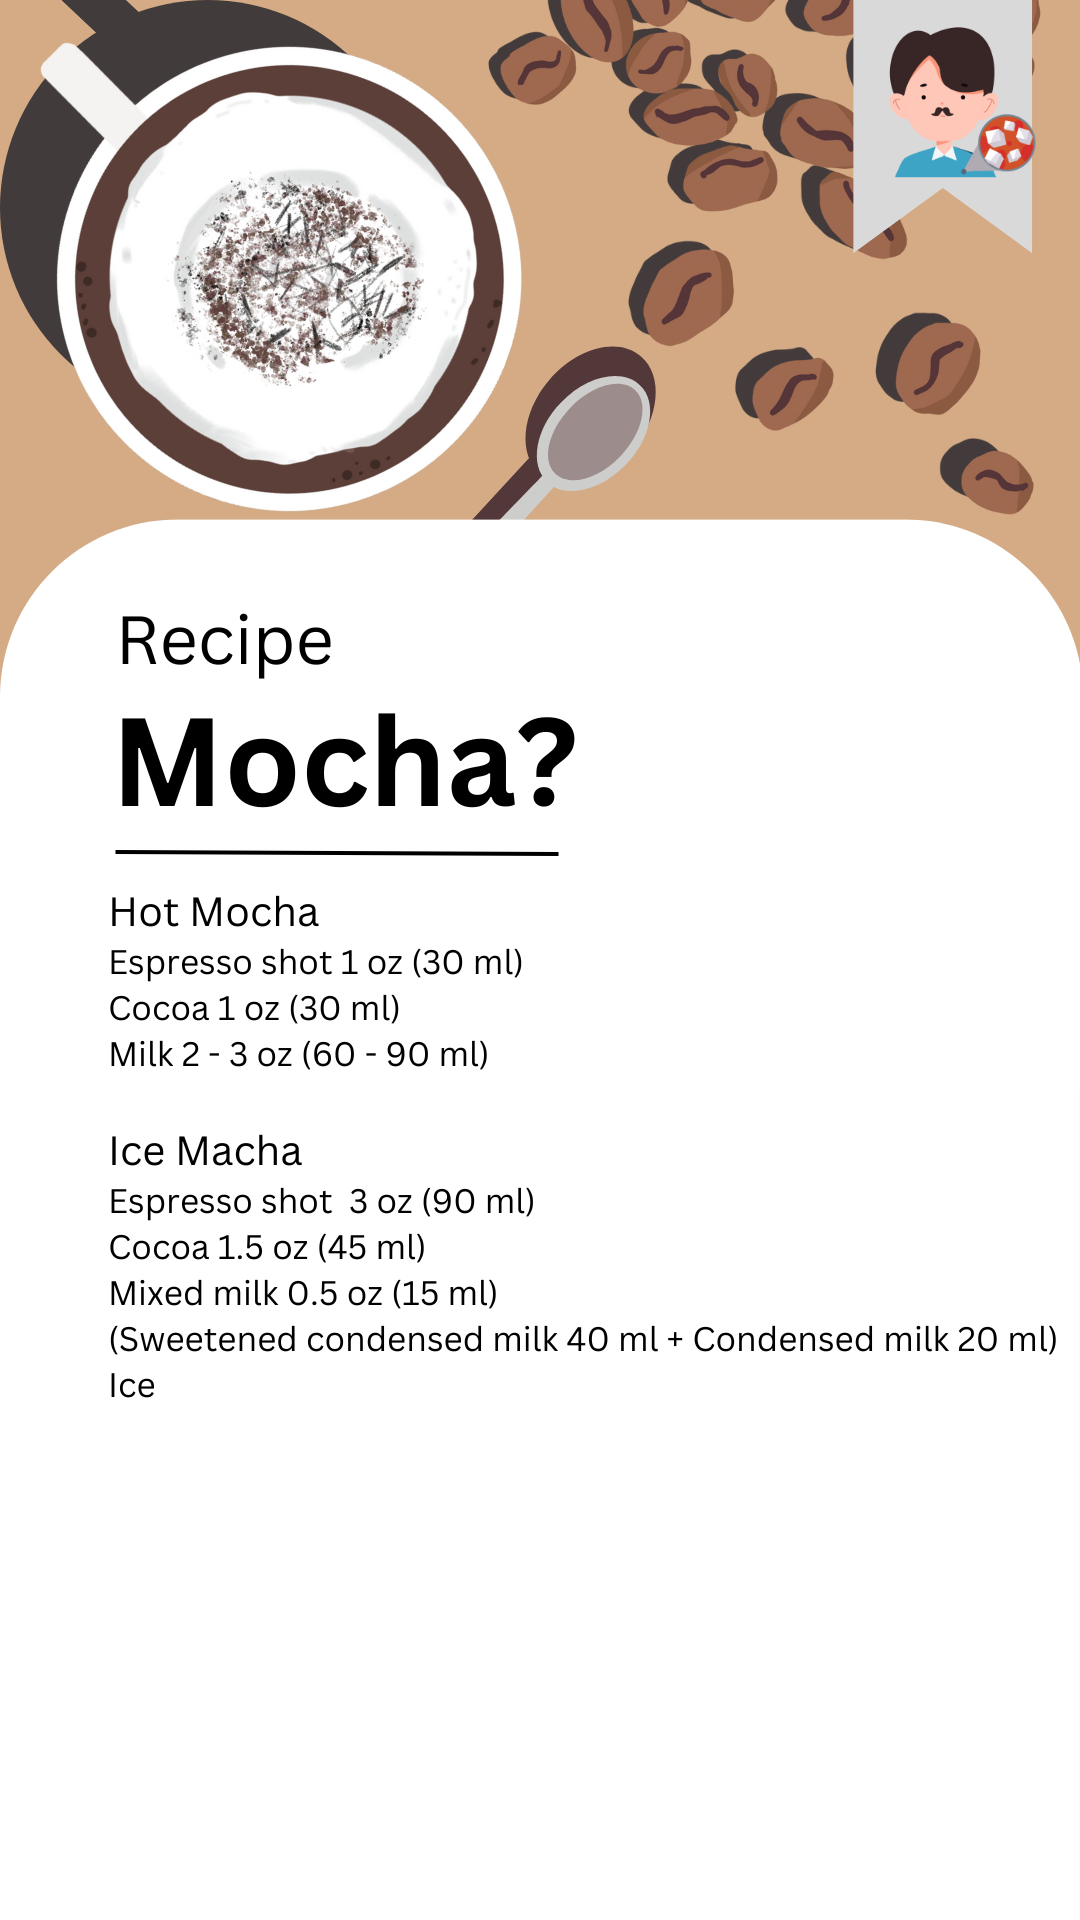 Recipe
Mocha?
Hot Mocha
Espresso shot 1 oz (30 ml)
Cocoa 1 oz (30 ml)
Milk 2 - 3 oz (60 - 90 ml)
Ice Macha
Espresso shot  3 oz (90 ml)
Cocoa 1.5 oz (45 ml)
Mixed milk 0.5 oz (15 ml)
(Sweetened condensed milk 40 ml + Condensed milk 20 ml)
Ice